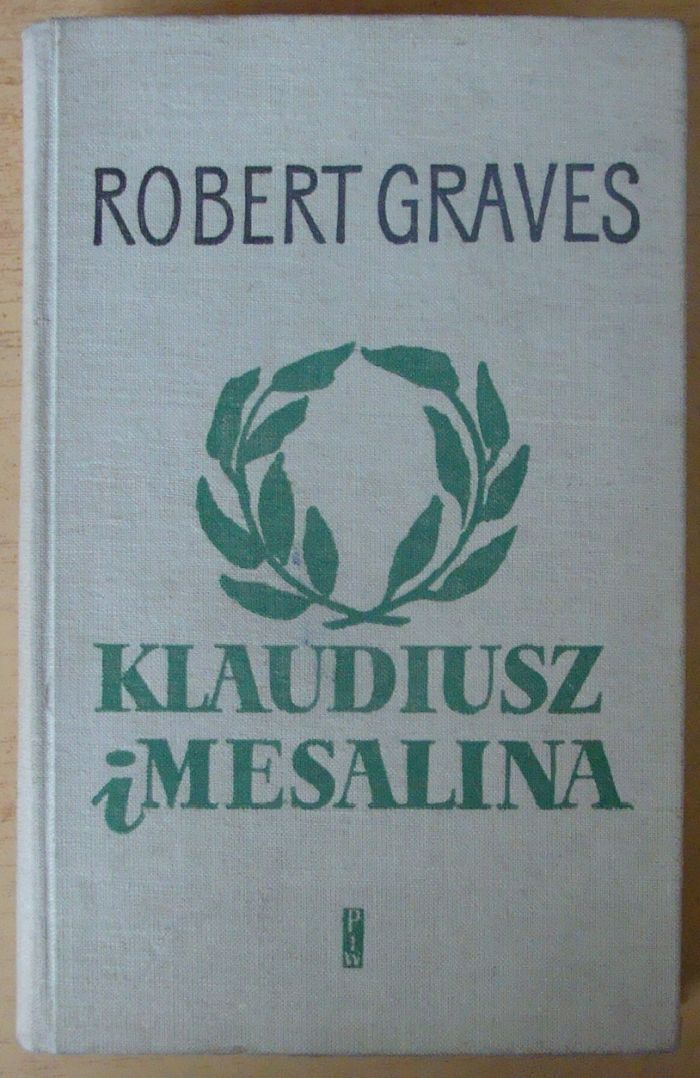 ROBERT GRAVES
KLAUDIUSZ
i MESALINA
PIW